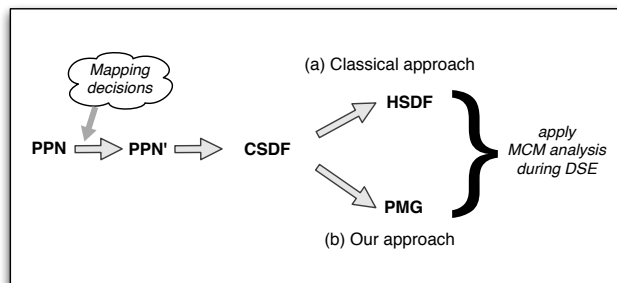 Mapping
decisions
(a) Classical approach
HSDF
PPN PPN' CSDF
apply
MCM analysis
during DSE
PMG
(b) Our approach